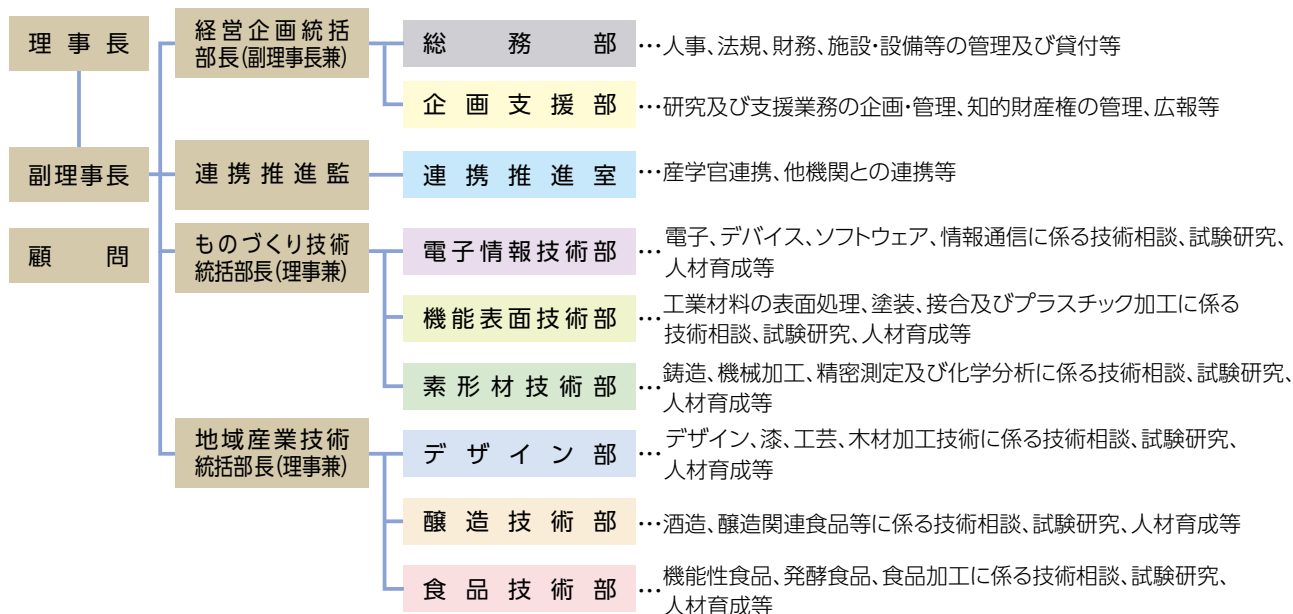 理事長
副理事長
顧問
経営企画統括
部長(副理事長兼)
総務部
…人事、法規、財務、施設・設備等の管理及び貸付等
企画支援部
…研究及び支援業務の企画・管理、知的財産権の管理、広報等
連携推進監
連携推進室
…産学官連携、他機関との連携等
ものづくり技術
統括部長(理事兼)
電子情報技術部
…電子、デバイス、ソフトウェア、情報通信に係る技術相談、試験研究、
人材育成等
機能表面技術部
…工業材料の表面処理、塗装、接合及びプラスチック加工に係る
技術相談、試験研究、人材育成等
素形材技術部
…鋳造、機械加工、精密測定及び化学分析に係る技術相談、試験研究、
人材育成等
地域産業技術
統括部長(理事兼)
デザイン部
…デザイン、漆、工芸、木材加工技術に係る技術相談、試験研究、
人材育成等
醸造技術部
…酒造、醸造関連食品等に係る技術相談、試験研究、人材育成等
食品技術部
…機能性食品、発酵食品、食品加工に係る技術相談、試験研究、
人材育成等